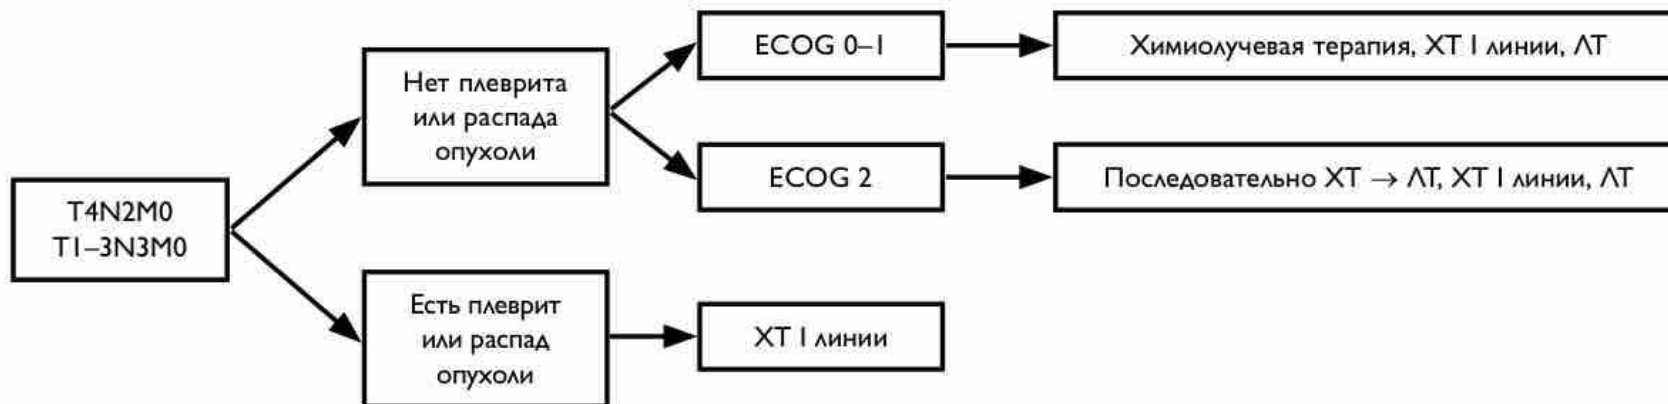 T4N2M0
T1–3N3M0
Нет плеврита
или распада
опухоли
ECOG 0–1
Химиолучевая терапия, ХТ I линии, ЛТ
ECOG 2
Последовательно ХТ → ЛТ, ХТ I линии, ЛТ
Есть плеврит
или распад
опухоли
ХТ I линии